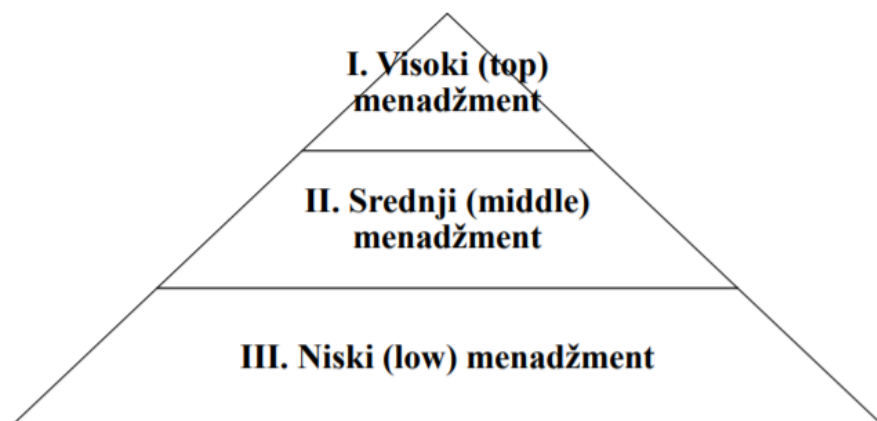 I. Visoki (top)
menadžment
II. Srednji (middle)
menadžment
III. Niski (low) menadžment